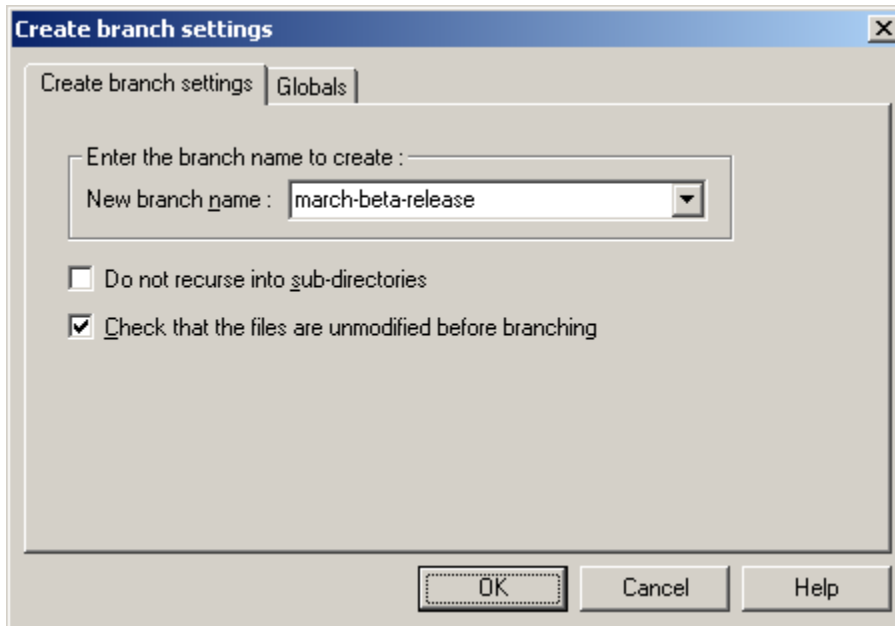 Create branch settings
Create branch settings Globals
Enter the branch name to create :
New branch name : march-beta-release
Do not recurse into sub-directories
Check that the files are unmodified before branching
OK Cancel Help